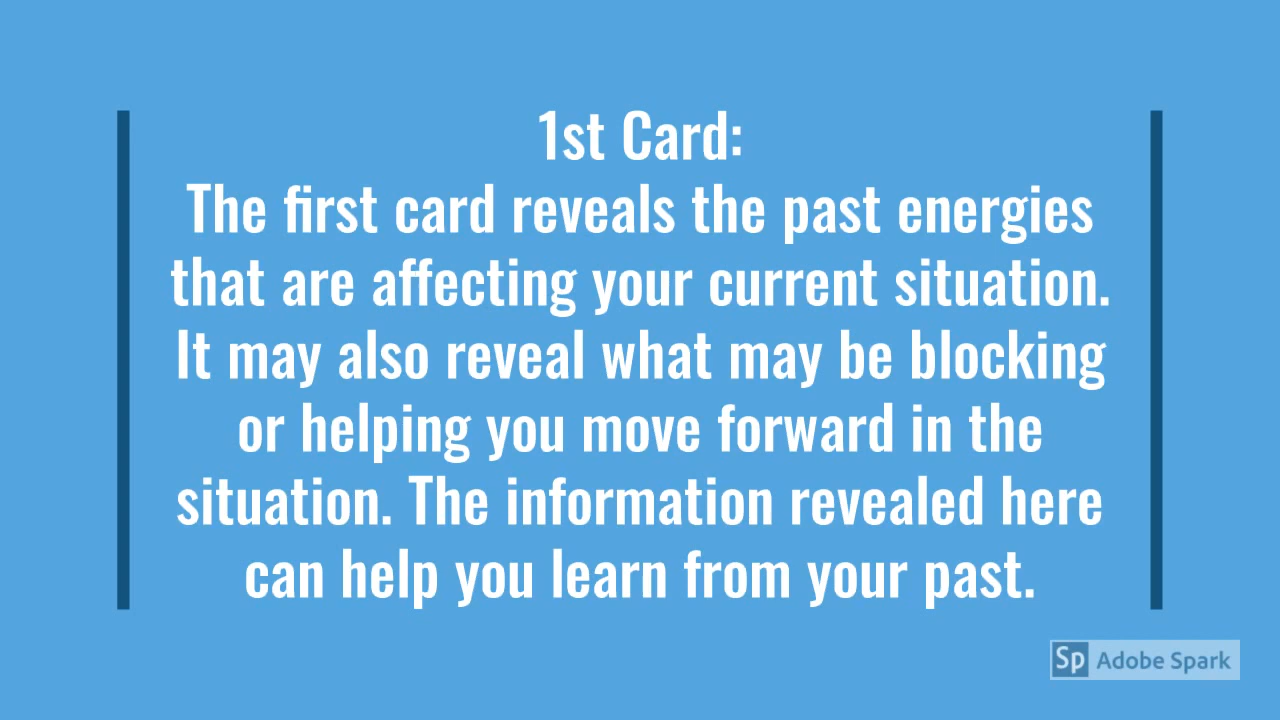 1st Card:
The first card reveals the past energies
that are affecting your current situation.
It may also reveal what may be blocking
or helping you move forward in the
situation. The information revealed here
can help you learn from your past.
Sp Adobe Spark